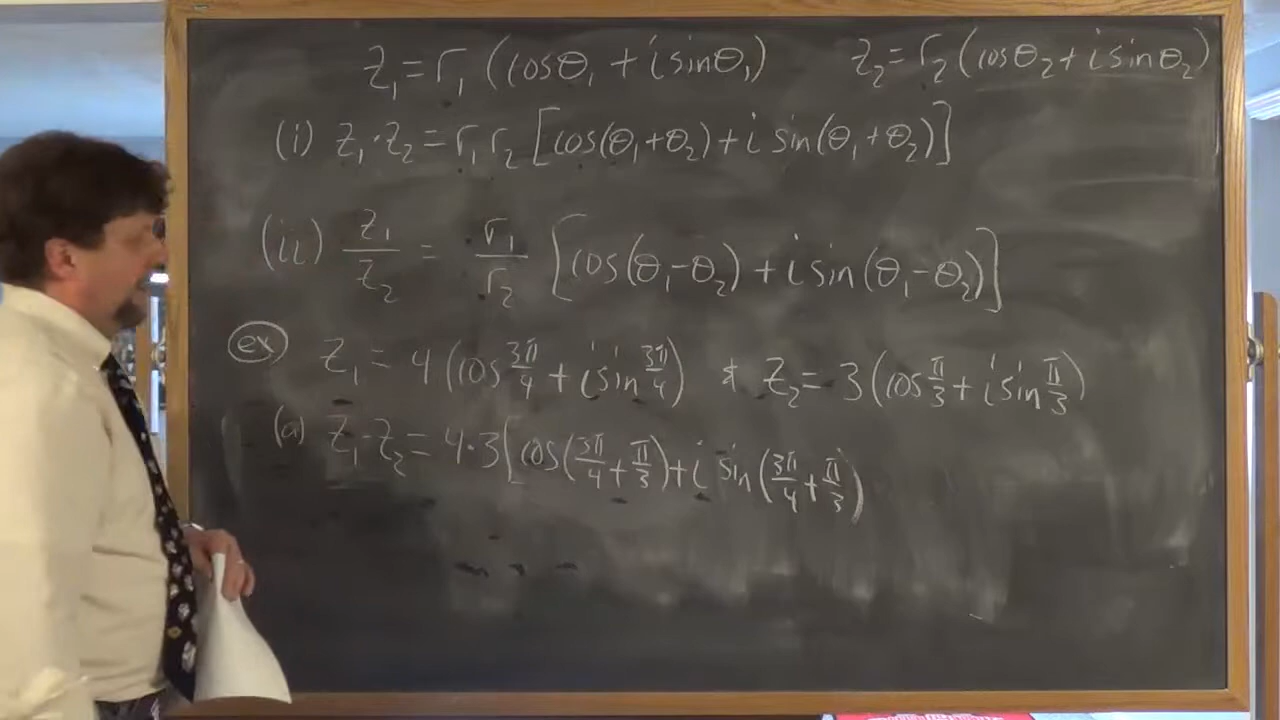 z₁ = r₁ (cosθ₁ + i sinθ₁) z₂ = r₂ (cosθ₂ + i sinθ₂)
(i) z₁·z₂ = r₁r₂ [cos(θ₁+θ₂) + i sin(θ₁+θ₂)]
(ii) z₁/z₂ = r₁/r₂ [cos(θ₁-θ₂) + i sin(θ₁-θ₂)]
ex z₁ = 4 (cos 3π/4 + i sin 3π/4) & z₂ = 3 (cos π/3 + i sin π/3)
(a) z₁·z₂ = 4·3 [cos(3π/4 + π/3) + i sin(3π/4 + π/3)